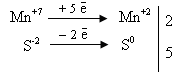 Mn⁺⁷ + 5 ē Mn⁺² 2
S⁻² – 2 ē S⁰ 5